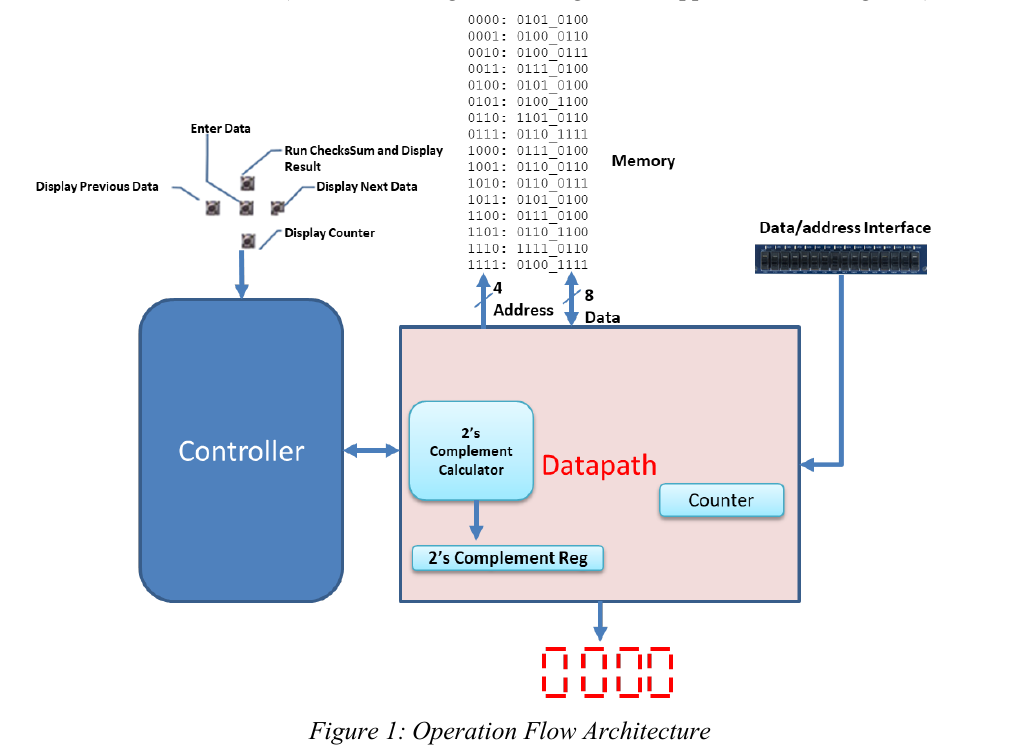 0000: 0101_0100
0001: 0100_0110
0010: 0100_0111
0011: 0111_0100
0100: 0101_0100
0101: 0100_1100
0110: 1101_0110
0111: 0110_1111
1000: 0111_0100
1001: 0110_0110
1010: 0110_0111
1011: 0101_0100
1100: 0111_0100
1101: 0110_1100
1110: 1111_0110
1111: 0100_1111
Memory
Enter Data
Run ChecksSum and Display
Result
Display Previous Data
Display Next Data
Display Counter
Data/address Interface
4
Address
8
Data
Controller
2's
Complement
Calculator
Datapath
Counter
2's Complement Reg
Figure 1: Operation Flow Architecture